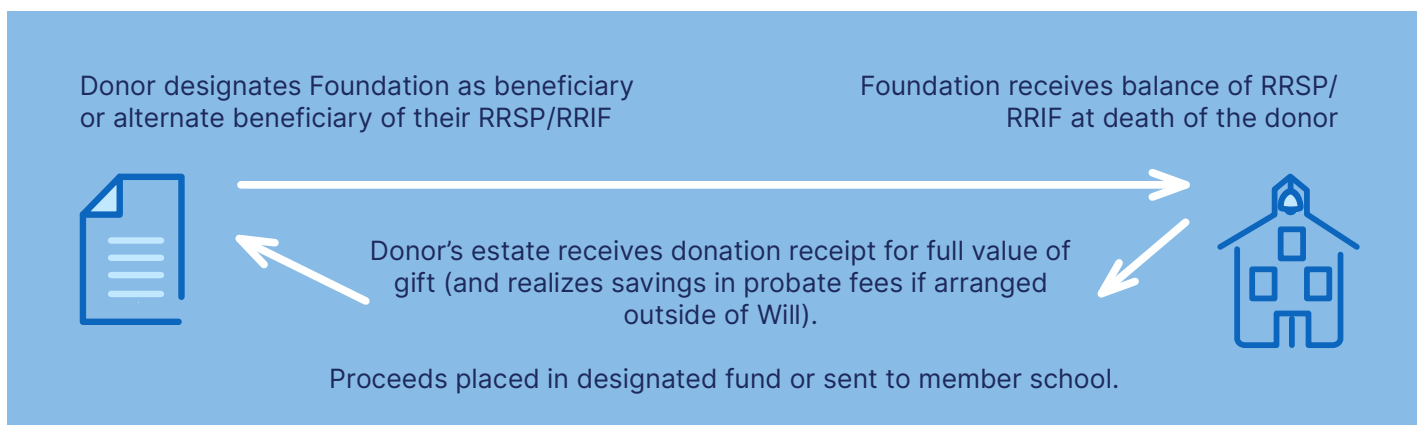 Donor designates Foundation as beneficiary
or alternate beneficiary of their RRSP/RRIF
Foundation receives balance of RRSP/
RRIF at death of the donor
Donor’s estate receives donation receipt for full value of
gift (and realizes savings in probate fees if arranged
outside of Will).
Proceeds placed in designated fund or sent to member school.